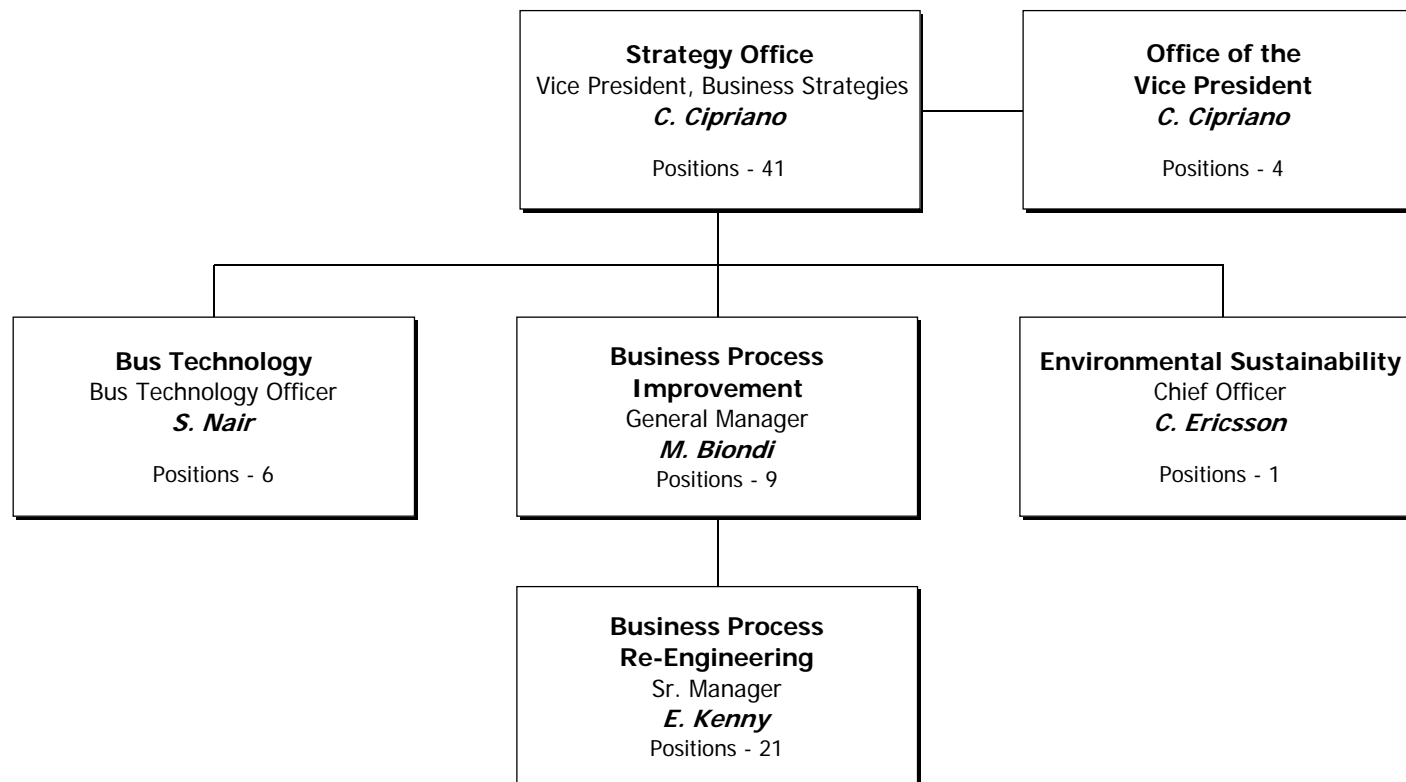 Strategy Office
Vice President, Business Strategies
C. Cipriano
Positions - 41
Office of the
Vice President
C. Cipriano
Positions - 4
Bus Technology
Bus Technology Officer
S. Nair
Positions - 6
Business Process
Improvement
General Manager
M. Biondi
Positions - 9
Environmental Sustainability
Chief Officer
C. Ericsson
Positions - 1
Business Process
Re-Engineering
Sr. Manager
E. Kenny
Positions - 21